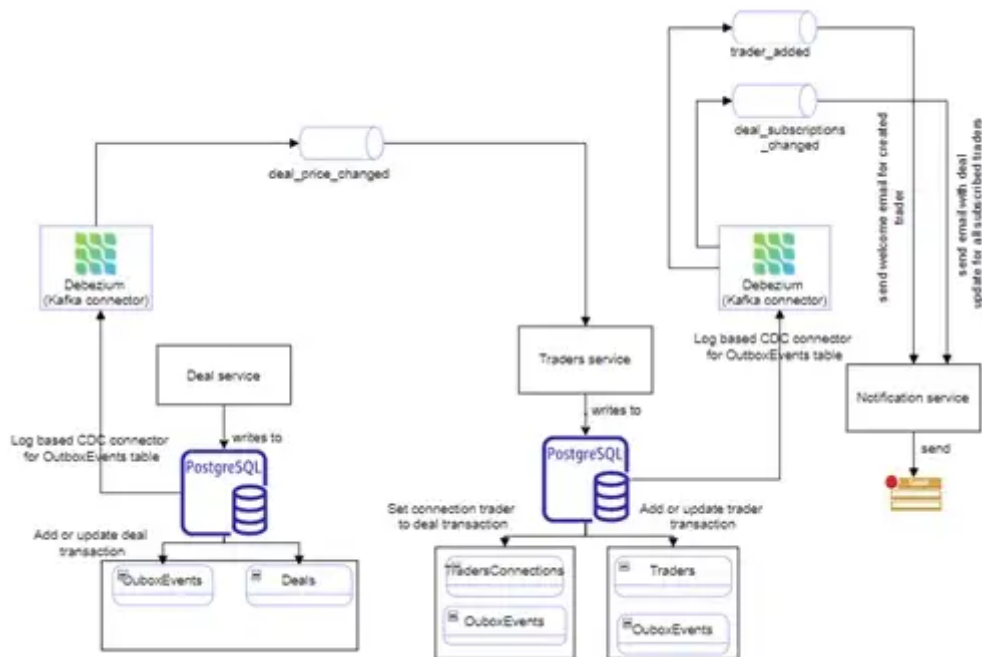 trader_added
deal_subscriptions
_changed
deal_price_changed
send welcome email for created
trader
send email with deal
update for all subscribed traders
Debezium
(Kafka connector)
Debezium
(Kafka connector)
Log based CDC connector
for OutboxEvents table
Deal service
Traders service
Notification service
writes to
writes to
send
Log based CDC connector
for OutboxEvents table
PostgreSQL
PostgreSQL
Add or update deal
transaction
Set connection trader
to deal transaction
Add or update trader
transaction
OuboxEvents
Deals
TradersConnections
OuboxEvents
Traders
OuboxEvents